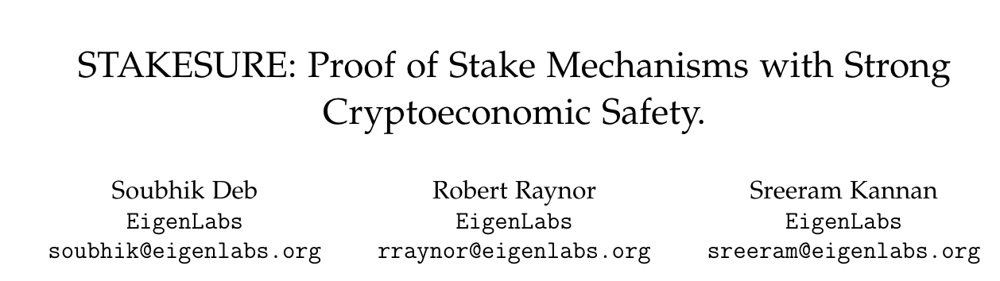 STAKESURE: Proof of Stake Mechanisms with Strong
Cryptoeconomic Safety.
Soubhik Deb Robert Raynor Sreeram Kannan
EigenLabs EigenLabs EigenLabs
soubhik@eigenlabs.org rraynor@eigenlabs.org sreeram@eigenlabs.org